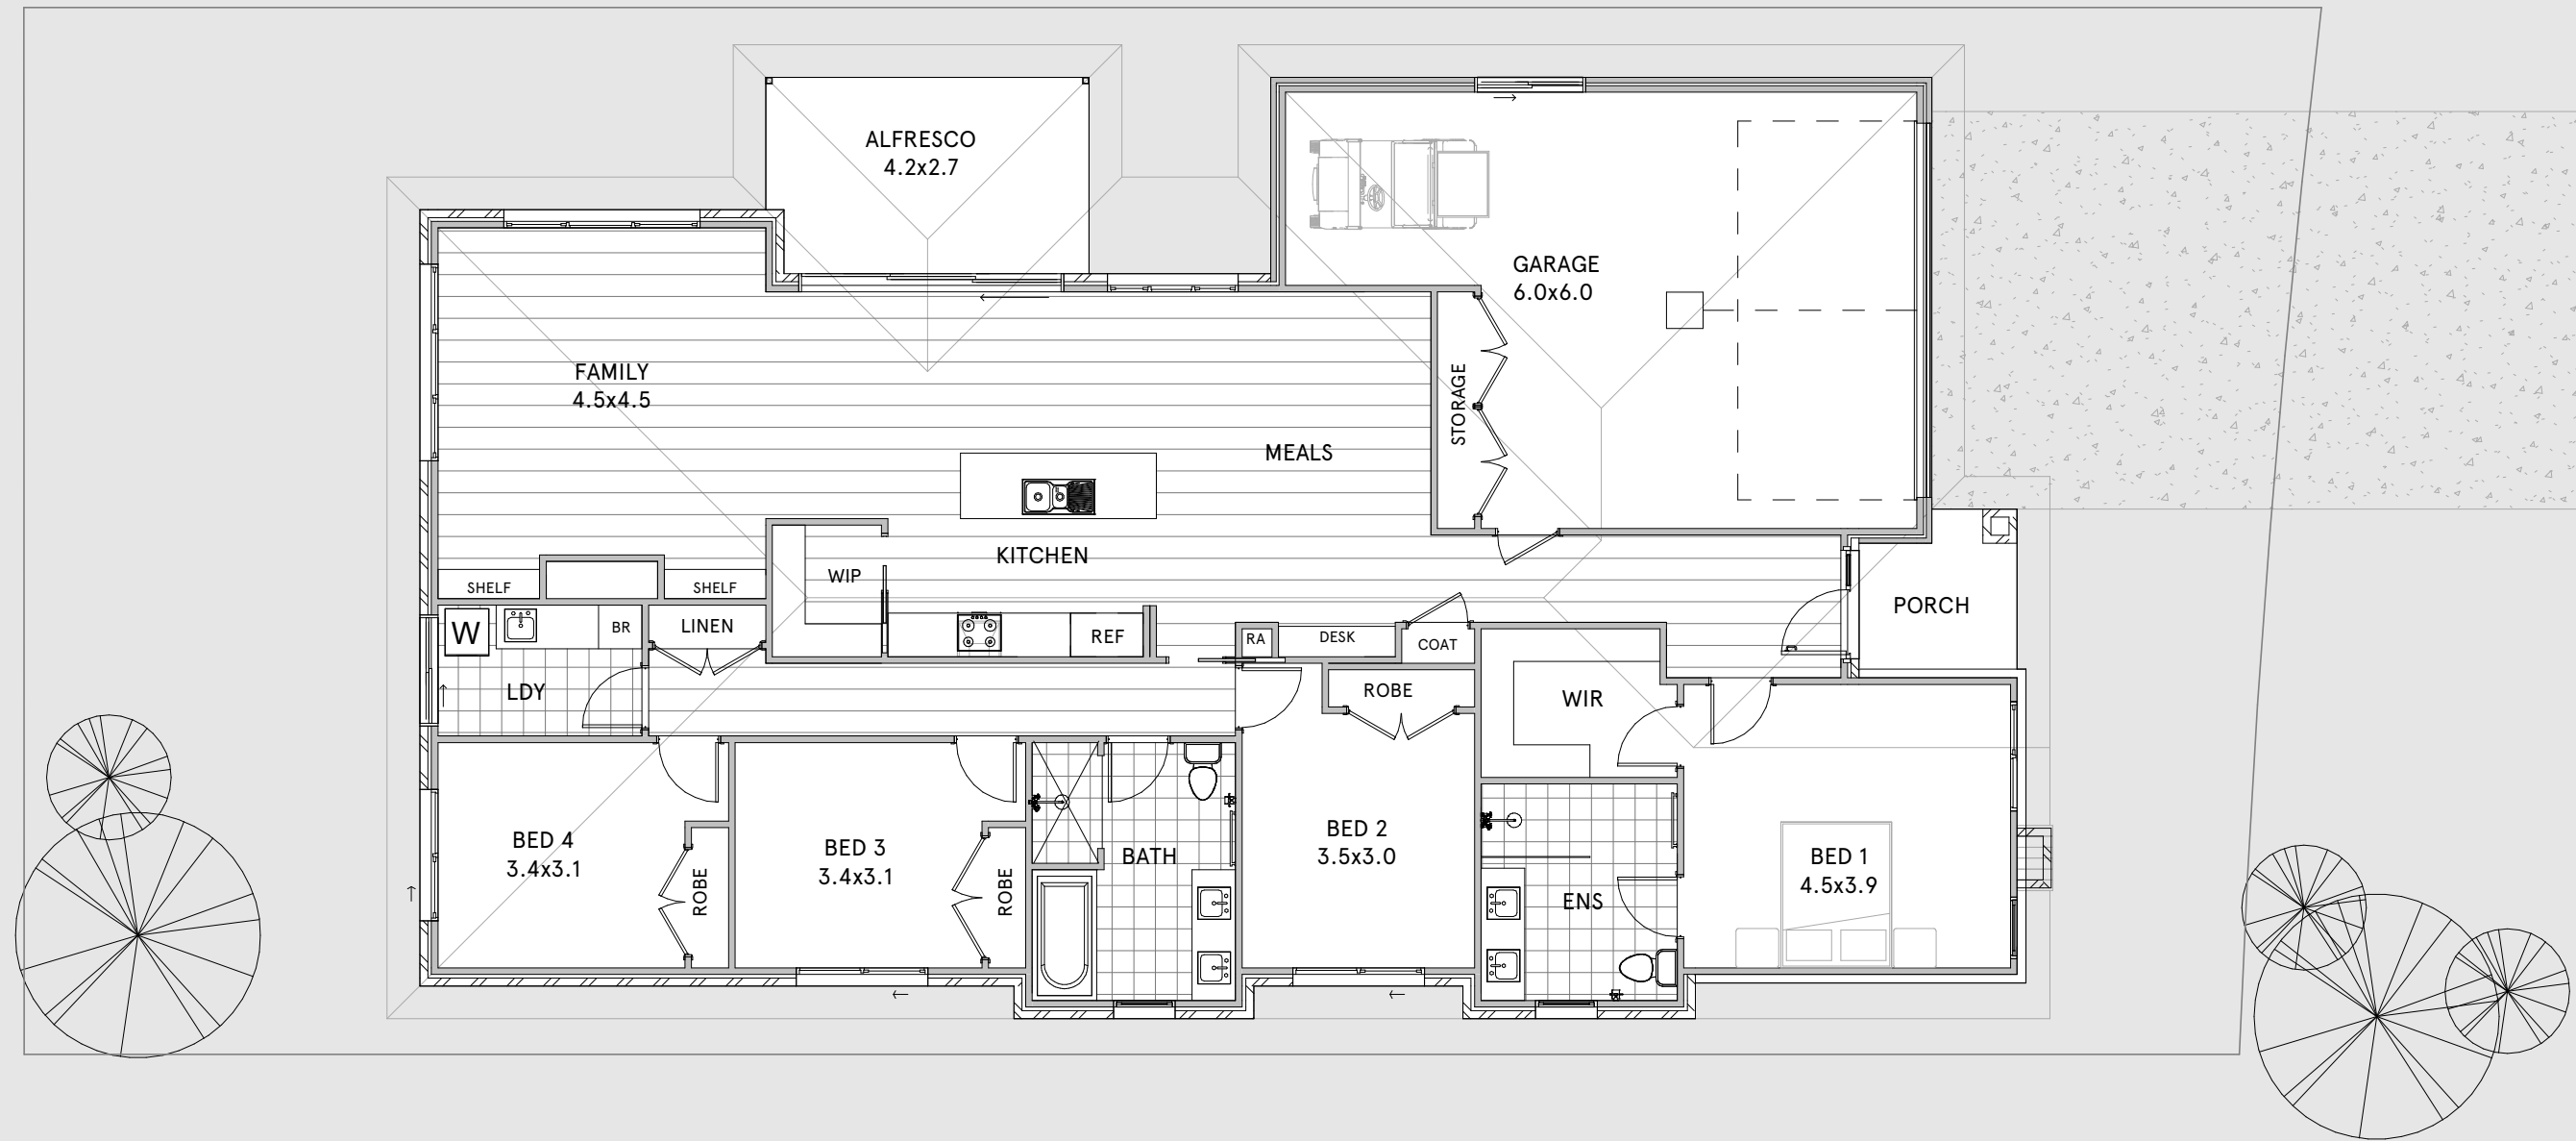 ALFRESCO
4.2x2.7
GARAGE
6.0x6.0
FAMILY
4.5x4.5
STORAGE
MEALS
KITCHEN
WIP
SHELF
SHELF
PORCH
W
BR
LINEN
REF
RA
DESK
COAT
LDY
ROBE
WIR
BED 4
3.4x3.1
ROBE
BED 3
3.4x3.1
ROBE
BATH
BED 2
3.5x3.0
ENS
BED 1
4.5x3.9